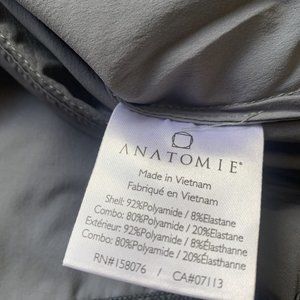 ANATOMIE®
Made in Vietnam
Fabriqué en Vietnam
Shell: 92%Polyamide / 8%Elastane
Combo: 80%Polyamide / 20%Elastane
Extérieur: 92%Polyamide / 8%Élasthanne
Combo: 80%Polyamide / 20%Élasthanne
RN#158076 / CA#07113